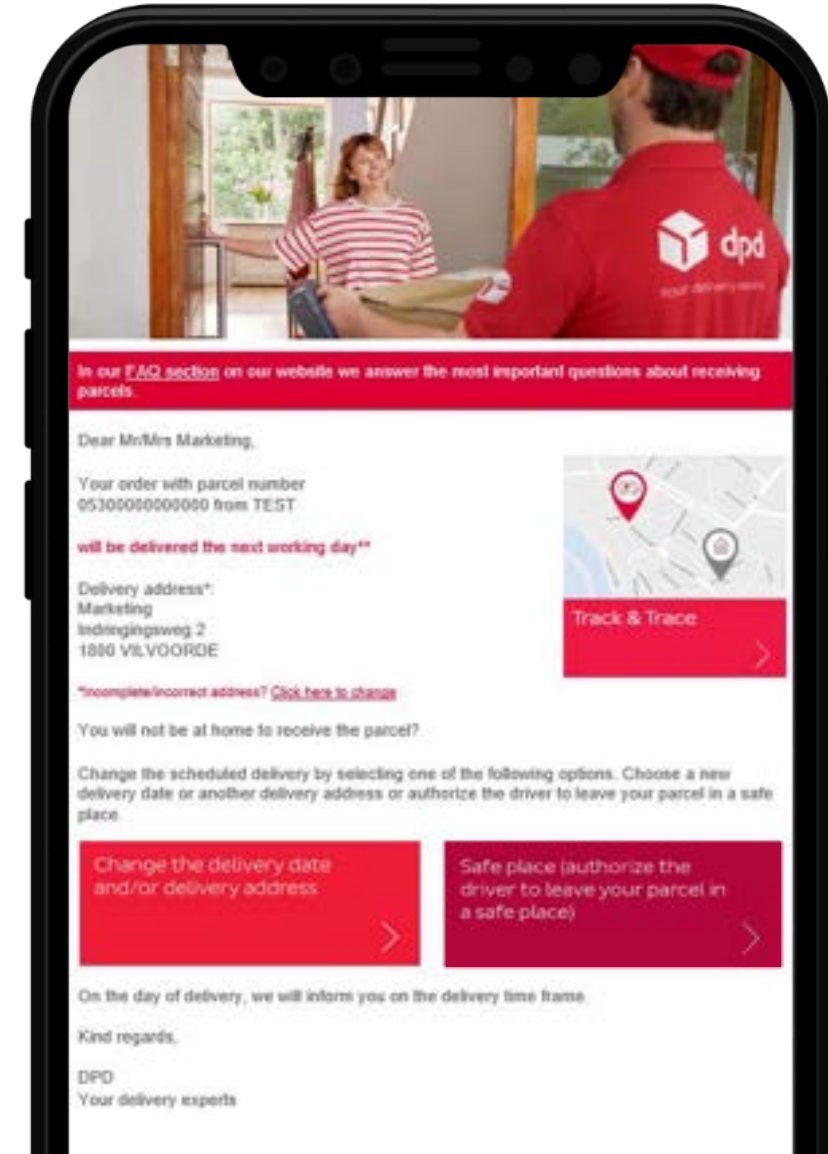 dpd
Your delivery experts
In our FAQ section on our website we answer the most important questions about receiving
parcels.
Dear Mr/Mrs Marketing,
Your order with parcel number
05300000000000 from TEST
will be delivered the next working day**
Delivery address*:
Marketing
Indringingsweg 2
1800 VILVOORDE
*Incomplete/incorrect address? Click here to change
Track & Trace
You will not be at home to receive the parcel?
Change the scheduled delivery by selecting one of the following options. Choose a new
delivery date or another delivery address or authorize the driver to leave your parcel in a safe
place.
Change the delivery date
and/or delivery address
Safe place (authorize the
driver to leave your parcel in
a safe place)
On the day of delivery, we will inform you on the delivery time frame.
Kind regards,
DPD
Your delivery experts